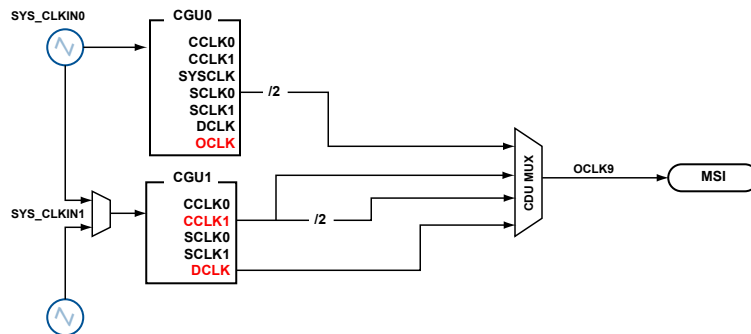 SYS_CLKIN0
CGU0
CCLK0
CCLK1
SYSCLK
SCLK0
SCLK1
DCLK
OCLK
/2
SYS_CLKIN1
CGU1
CCLK0
CCLK1
SCLK0
SCLK1
DCLK
/2
CDU MUX
OCLK9
MSI